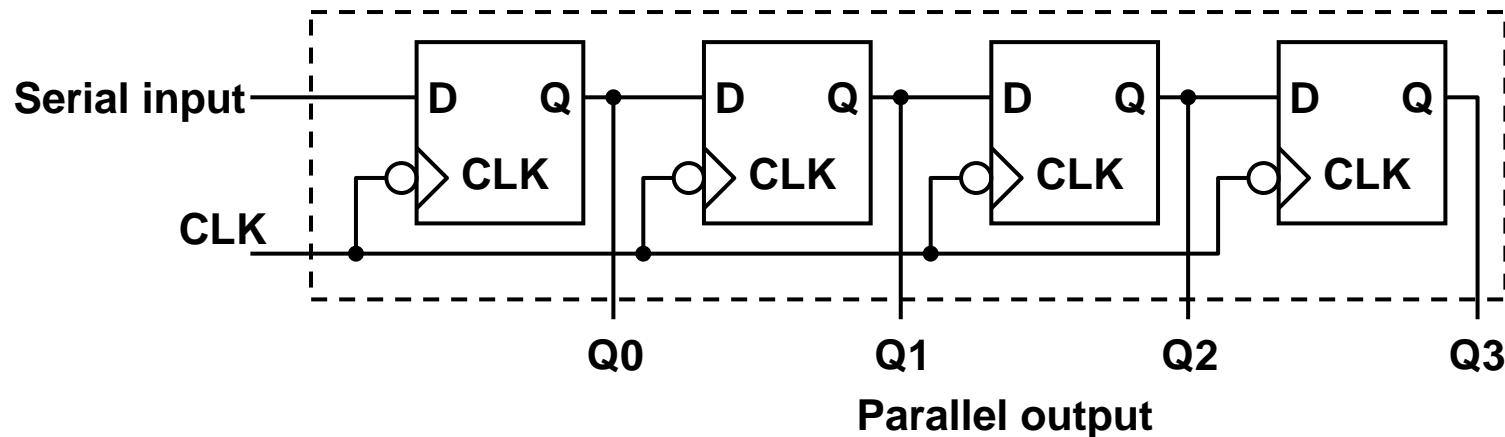 Serial input
D Q D Q D Q D Q
CLK CLK CLK CLK
CLK
Q0 Q1 Q2 Q3
Parallel output